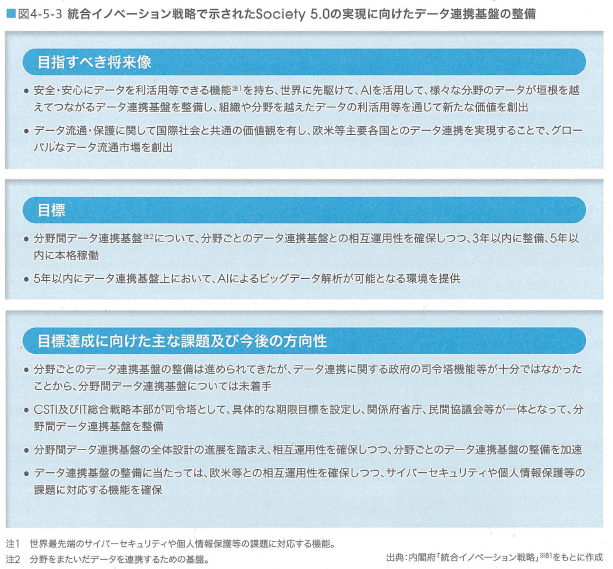 ■図4-5-3 統合イノベーション戦略で示されたSociety 5.0の実現に向けたデータ連携基盤の整備
目指すべき将来像
● 安全・安心にデータを利活用等できる機能注1を持ち、世界に先駆けて、AIを活用して、様々な分野のデータが垣根を越
えてつながるデータ連携基盤を整備し、組織や分野を越えたデータの利活用等を通じて新たな価値を創出
● データ流通・保護に関して国際社会と共通の価値観を有し、欧米等主要各国とのデータ連携を実現することで、グロー
バルなデータ流通市場を創出
目標
● 分野間データ連携基盤注2について、分野ごとのデータ連携基盤との相互運用性を確保しつつ、3年以内に整備、5年以
内に本格稼働
● 5年以内にデータ連携基盤上において、AIによるビッグデータ解析が可能となる環境を提供
目標達成に向けた主な課題及び今後の方向性
● 分野ごとのデータ連携基盤の整備は進められてきたが、データ連携に関する政府の司令塔機能等が十分ではなかった
ことから、分野間データ連携基盤については未着手
● CSTI及びIT総合戦略本部が司令塔として、具体的な期限目標を設定し、関係府省庁、民間協議会等が一体となって、分
野間データ連携基盤を整備
● 分野間データ連携基盤の全体設計の進展を踏まえ、相互運用性を確保しつつ、分野ごとのデータ連携基盤の整備を加速
● データ連携基盤の整備に当たっては、欧米等との相互運用性を確保しつつ、サイバーセキュリティや個人情報保護等の
課題に対応する機能を確保
注1 世界最先端のサイバーセキュリティや個人情報保護等の課題に対応する機能。
注2 分野をまたいだデータを連携するための基盤。
出典：内閣府「統合イノベーション戦略」※81をもとに作成